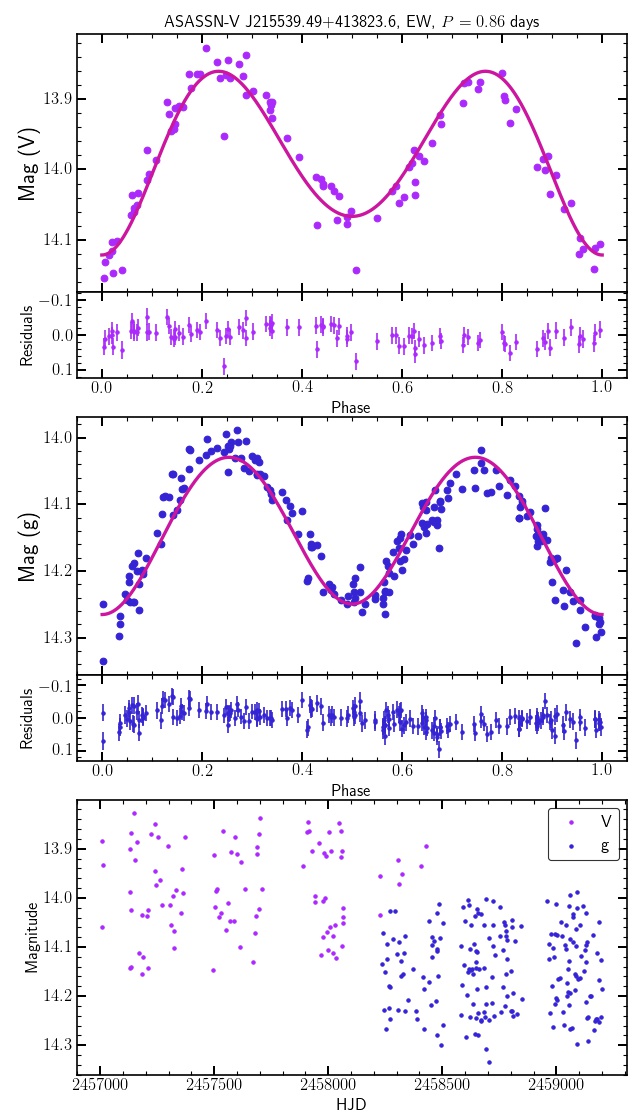 ASASSN-V J215539.49+413823.6, EW, P = 0.86 days
13.9
14.0
14.1
Mag (V)
−0.1
0.0
0.1
Residuals
0.0 0.2 0.4 0.6 0.8 1.0
Phase
14.0
14.1
14.2
14.3
Mag (g)
−0.1
0.0
0.1
Residuals
0.0 0.2 0.4 0.6 0.8 1.0
Phase
V
g
13.9
14.0
14.1
14.2
14.3
Magnitude
2457000 2457500 2458000 2458500 2459000
HJD